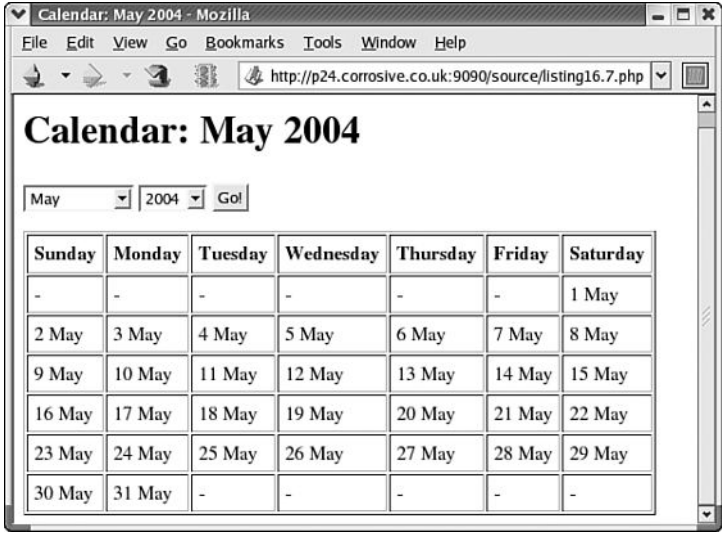 Calendar: May 2004 - Mozilla
File Edit View Go Bookmarks Tools Window Help
http://p24.corrosive.co.uk:9090/source/listing16.7.php
Calendar: May 2004
May 2004 Go!
Sunday Monday Tuesday Wednesday Thursday Friday Saturday
- - - - - - 1 May
2 May 3 May 4 May 5 May 6 May 7 May 8 May
9 May 10 May 11 May 12 May 13 May 14 May 15 May
16 May 17 May 18 May 19 May 20 May 21 May 22 May
23 May 24 May 25 May 26 May 27 May 28 May 29 May
30 May 31 May - - - - -